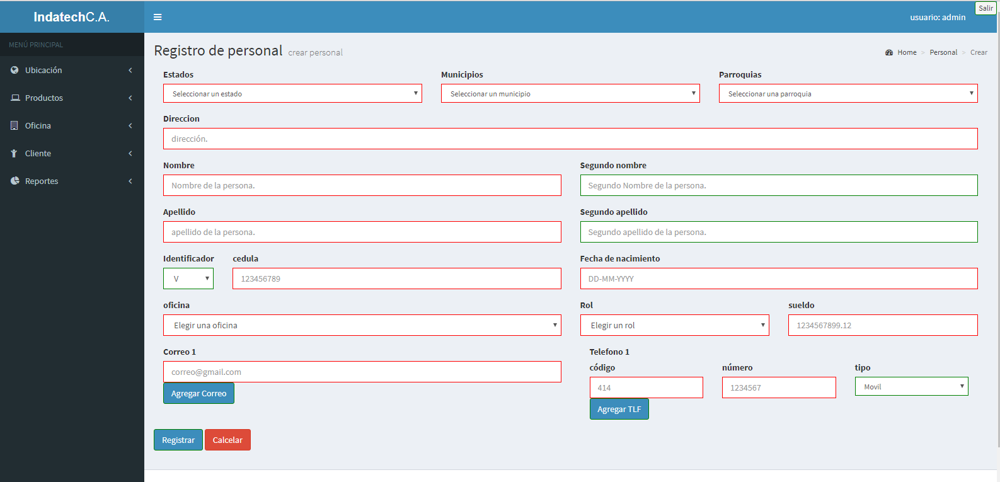 IndatechC.A.
usuario: admin
Salir
MENÚ PRINCIPAL
Ubicación
Productos
Oficina
Cliente
Reportes
Registro de personal crear personal
Home > Personal > Crear
Estados Municipios Parroquias
Seleccionar un estado Seleccionar un municipio Seleccionar una parroquia
Direccion
dirección.
Nombre Segundo nombre
Nombre de la persona. Segundo Nombre de la persona.
Apellido Segundo apellido
apellido de la persona. Segundo apellido de la persona.
Identificador cedula Fecha de nacimiento
V 123456789 DD-MM-YYYY
oficina Rol sueldo
Elegir una oficina Elegir un rol 1234567899.12
Correo 1 Telefono 1
código número tipo
correo@gmail.com
414 1234567 Movil
Agregar Correo
Agregar TLF
Registrar Calcelar